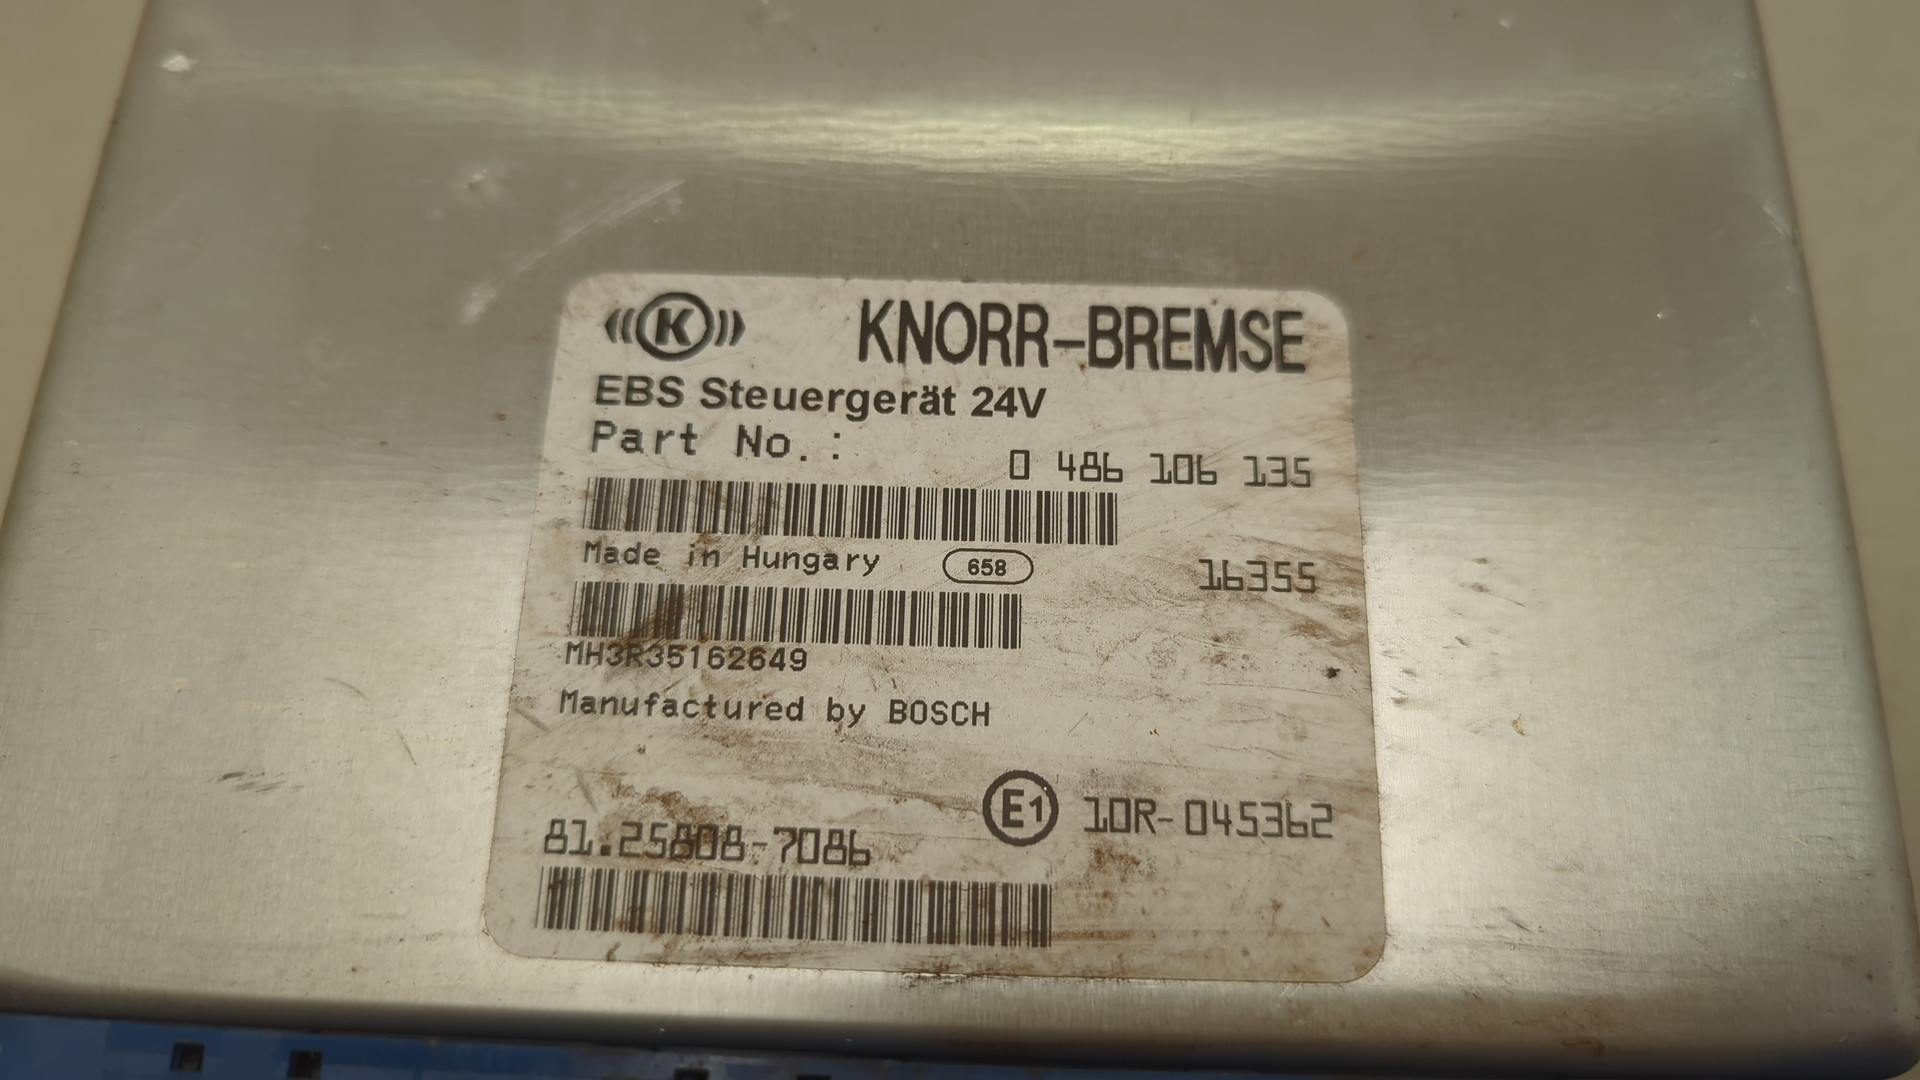 K KNORR-BREMSE
EBS Steuergerät 24V
Part No.:
0 486 106 135
Made in Hungary 658 16355
MH3R35162649
Manufactured by BOSCH
E1 10R-045362
81.25808-7086